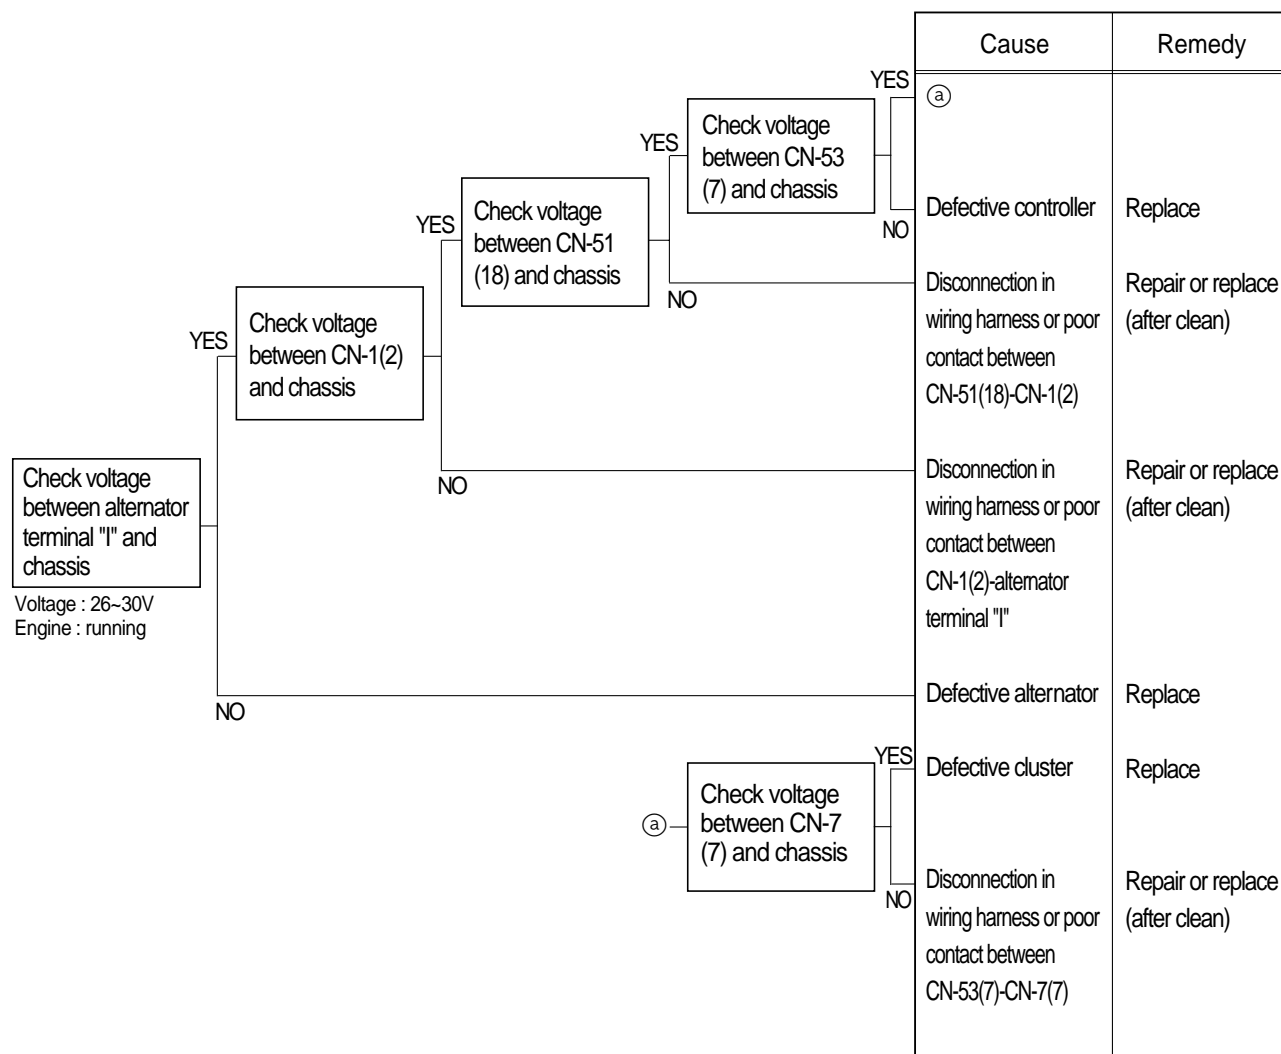 Cause
Remedy
YES
ⓐ
Check voltage
between CN-53
(7) and chassis
YES
NO
Defective controller
Replace
Check voltage
between CN-51
(18) and chassis
YES
NO
Disconnection in
wiring harness or poor
contact between
CN-51(18)-CN-1(2)
Repair or replace
(after clean)
Check voltage
between CN-1(2)
and chassis
YES
NO
Disconnection in
wiring harness or poor
contact between
CN-1(2)-alternator
terminal "I"
Repair or replace
(after clean)
Check voltage
between alternator
terminal "I" and
chassis
Voltage : 26~30V
Engine : running
NO
Defective alternator
Replace
ⓐ
Check voltage
between CN-7
(7) and chassis
YES
Defective cluster
Replace
NO
Disconnection in
wiring harness or poor
contact between
CN-53(7)-CN-7(7)
Repair or replace
(after clean)